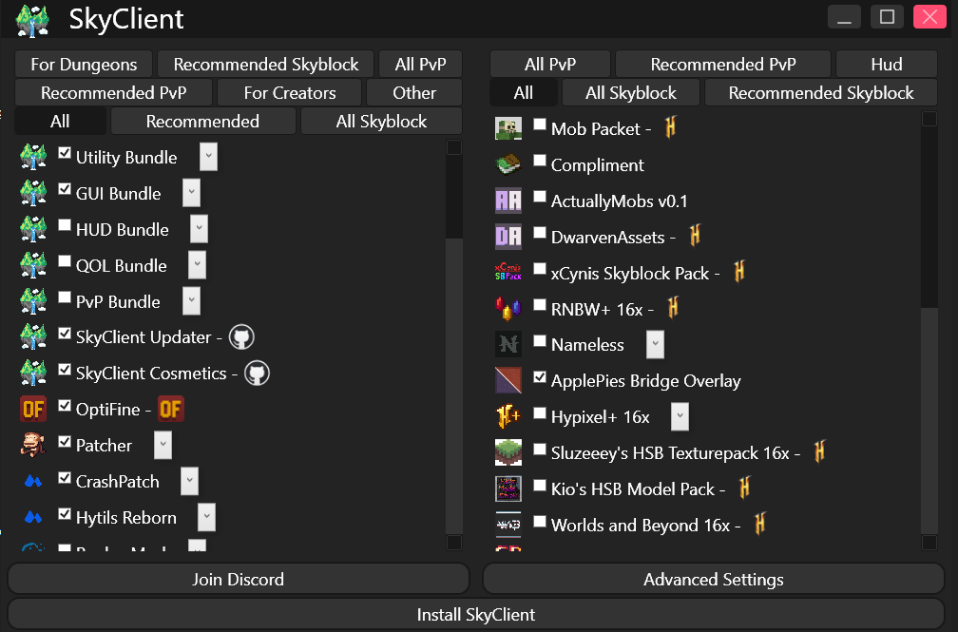 SkyClient
For Dungeons
Recommended Skyblock
All PvP
Recommended PvP
For Creators
Other
All
Recommended
All Skyblock
Utility Bundle
GUI Bundle
HUD Bundle
QOL Bundle
PvP Bundle
SkyClient Updater -
SkyClient Cosmetics -
OF OptiFine - OF
Patcher
CrashPatch
Hytils Reborn
All PvP
Recommended PvP
Hud
All
All Skyblock
Recommended Skyblock
Mob Packet - H
Compliment
AA ActuallyMobs v0.1
DA DwarvenAssets - H
xCynis Skyblock Pack - H
RNBW+ 16x - H
N Nameless
ApplePies Bridge Overlay
H+ Hypixel+ 16x
Sluzeeey's HSB Texturepack 16x - H
Kio's HSB Model Pack - H
Worlds and Beyond 16x - H
Join Discord
Advanced Settings
Install SkyClient